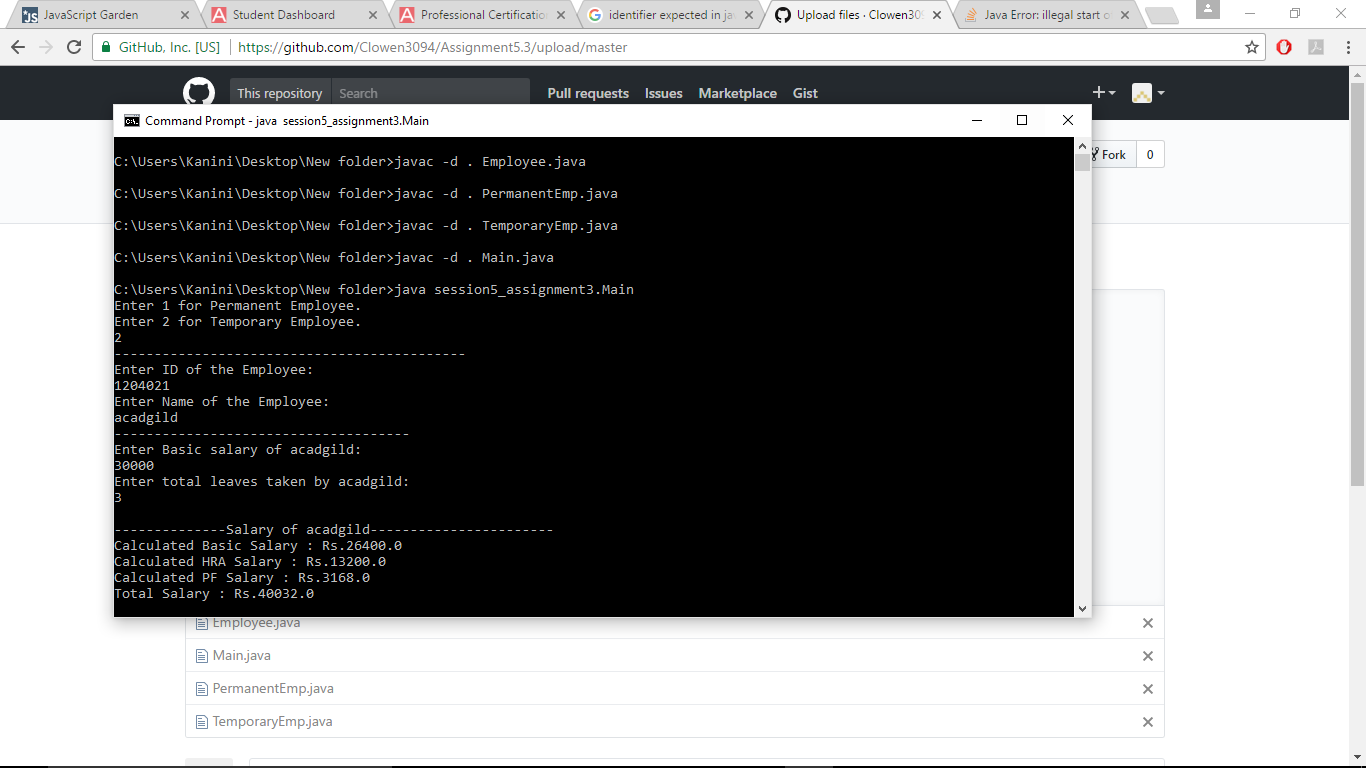 JavaScript Garden
Student Dashboard
Professional Certificatio
identifier expected in ja
Upload files · Clowen309
Java Error: illegal start o
GitHub, Inc. [US]
https://github.com/Clowen3094/Assignment5.3/upload/master
This repository
Search
Pull requests
Issues
Marketplace
Gist
Fork
0
Command Prompt - java  session5_assignment3.Main
C:\Users\Kanini\Desktop\New folder>javac -d . Employee.java
C:\Users\Kanini\Desktop\New folder>javac -d . PermanentEmp.java
C:\Users\Kanini\Desktop\New folder>javac -d . TemporaryEmp.java
C:\Users\Kanini\Desktop\New folder>javac -d . Main.java
C:\Users\Kanini\Desktop\New folder>java session5_assignment3.Main
Enter 1 for Permanent Employee.
Enter 2 for Temporary Employee.
2
--------------------------------------------
Enter ID of the Employee:
1204021
Enter Name of the Employee:
acadgild
-------------------------------------
Enter Basic salary of acadgild:
30000
Enter total leaves taken by acadgild:
3
--------------Salary of acadgild-----------------------
Calculated Basic Salary : Rs.26400.0
Calculated HRA Salary : Rs.13200.0
Calculated PF Salary : Rs.3168.0
Total Salary : Rs.40032.0
Employee.java
Main.java
PermanentEmp.java
TemporaryEmp.java